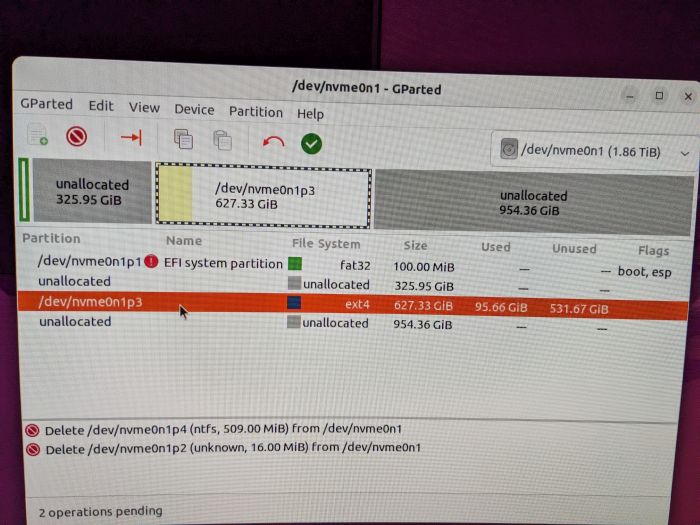 /dev/nvme0n1 - GParted
GParted Edit View Device Partition Help
/dev/nvme0n1 (1.86 TiB)
unallocated
325.95 GiB
/dev/nvme0n1p3
627.33 GiB
unallocated
954.36 GiB
Partition Name File System Size Used Unused Flags
/dev/nvme0n1p1 EFI system partition fat32 100.00 MiB — — boot, esp
unallocated unallocated 325.95 GiB — —
/dev/nvme0n1p3 ext4 627.33 GiB 95.66 GiB 531.67 GiB
unallocated unallocated 954.36 GiB — —
Delete /dev/nvme0n1p4 (ntfs, 509.00 MiB) from /dev/nvme0n1
Delete /dev/nvme0n1p2 (unknown, 16.00 MiB) from /dev/nvme0n1
2 operations pending